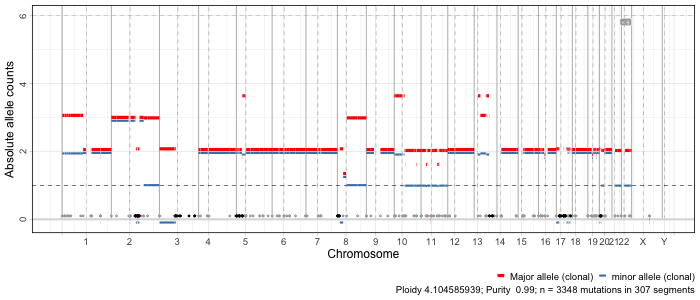 Absolute allele counts
6
4
2
0
1 2 3 4 5 6 7 8 9 10 11 12 13 14 15 16 17 18 19 20 21 22 X Y
Chromosome
Major allele (clonal) minor allele (clonal)
Ploidy 4.104585939; Purity 0.99; n = 3348 mutations in 307 segments